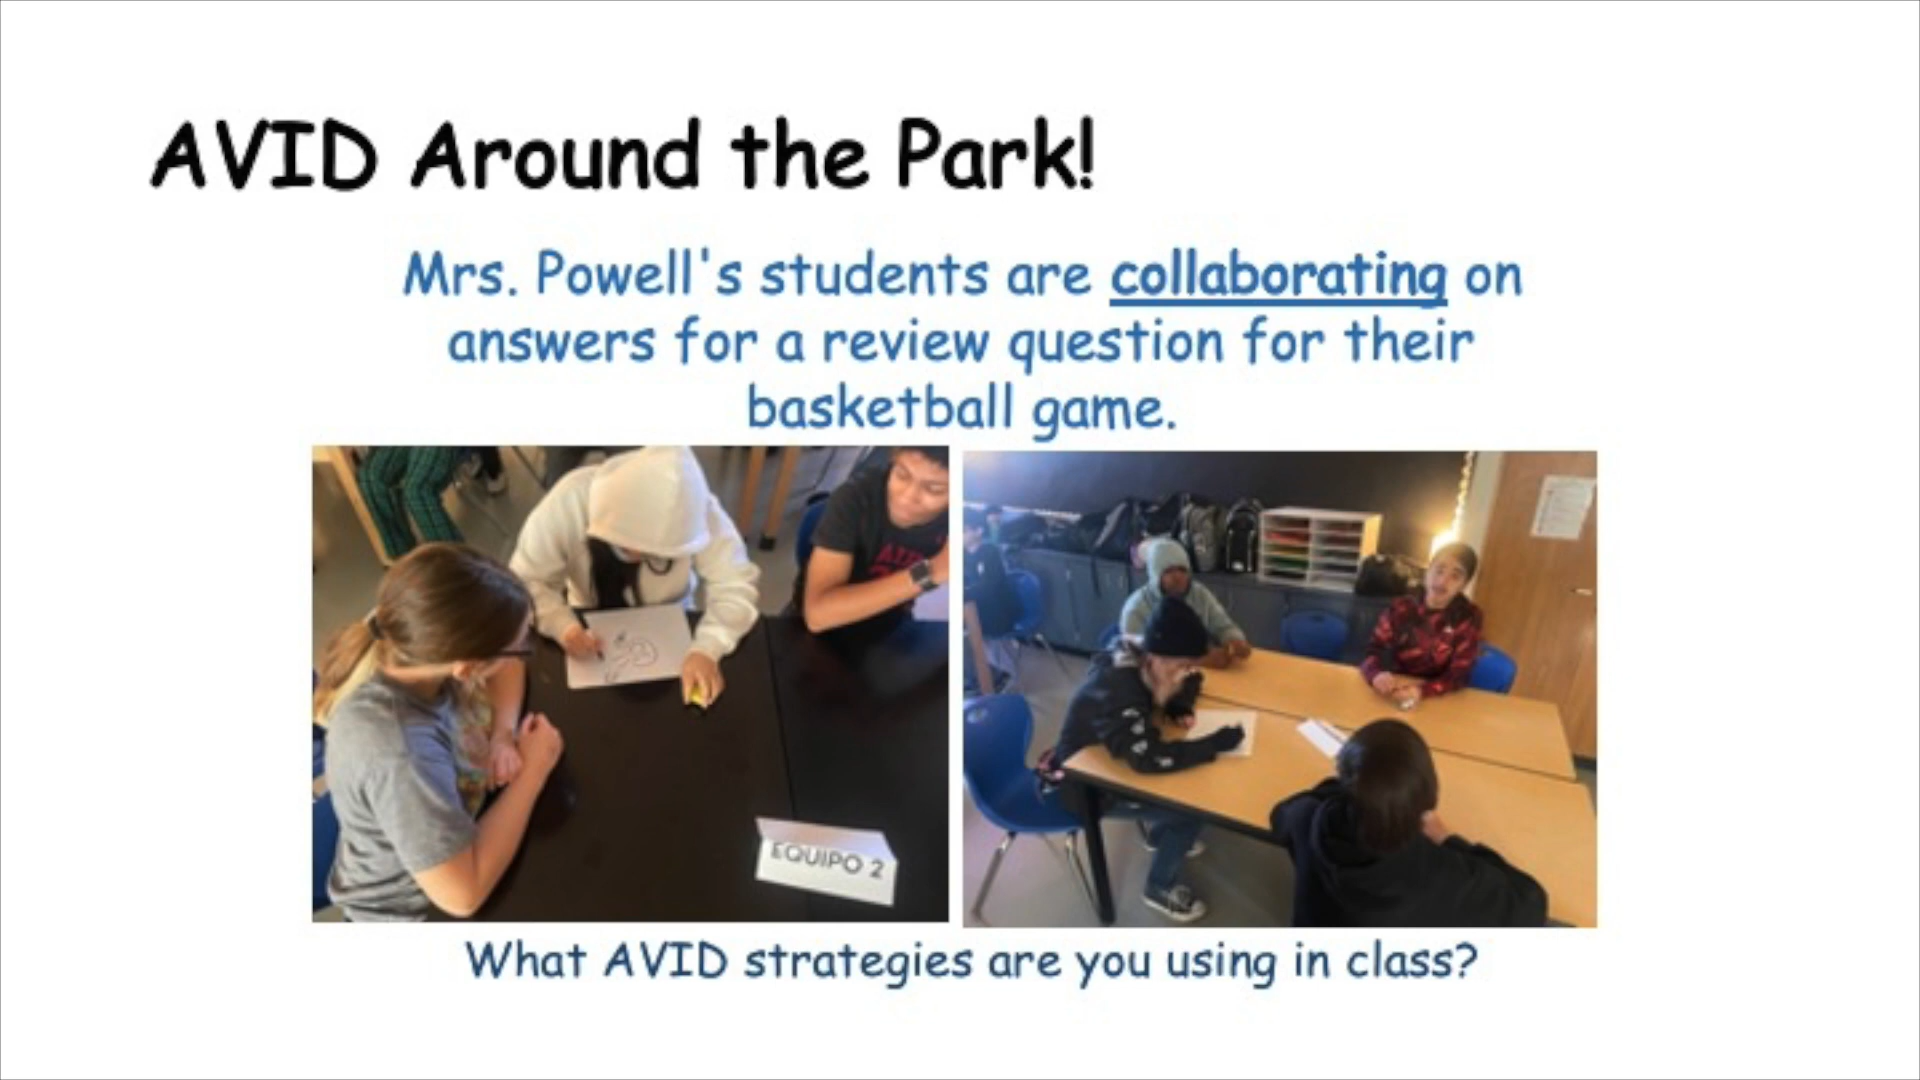 AVID Around the Park!
Mrs. Powell's students are collaborating on
answers for a review question for their
basketball game.
EQUIPO 2
What AVID strategies are you using in class?